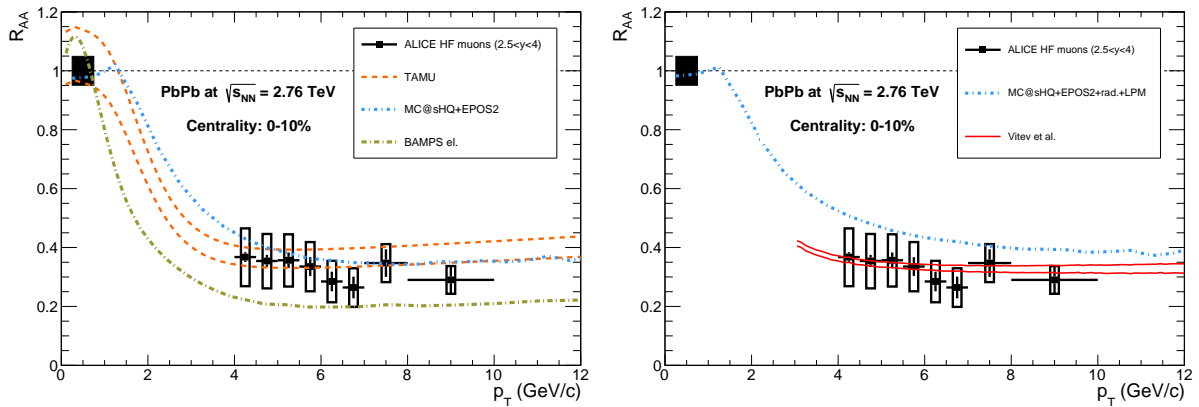 R_AA
1.2
1
0.8
0.6
0.4
0.2
0
0 2 4 6 8 10 12
p_T (GeV/c)
ALICE HF muons (2.5<y<4)
TAMU
MC@sHQ+EPOS2
BAMPS el.
PbPb at √s_NN = 2.76 TeV
Centrality: 0-10%
R_AA
1.2
1
0.8
0.6
0.4
0.2
0
0 2 4 6 8 10 12
p_T (GeV/c)
ALICE HF muons (2.5<y<4)
MC@sHQ+EPOS2+rad.+LPM
Vitev et al.
PbPb at √s_NN = 2.76 TeV
Centrality: 0-10%